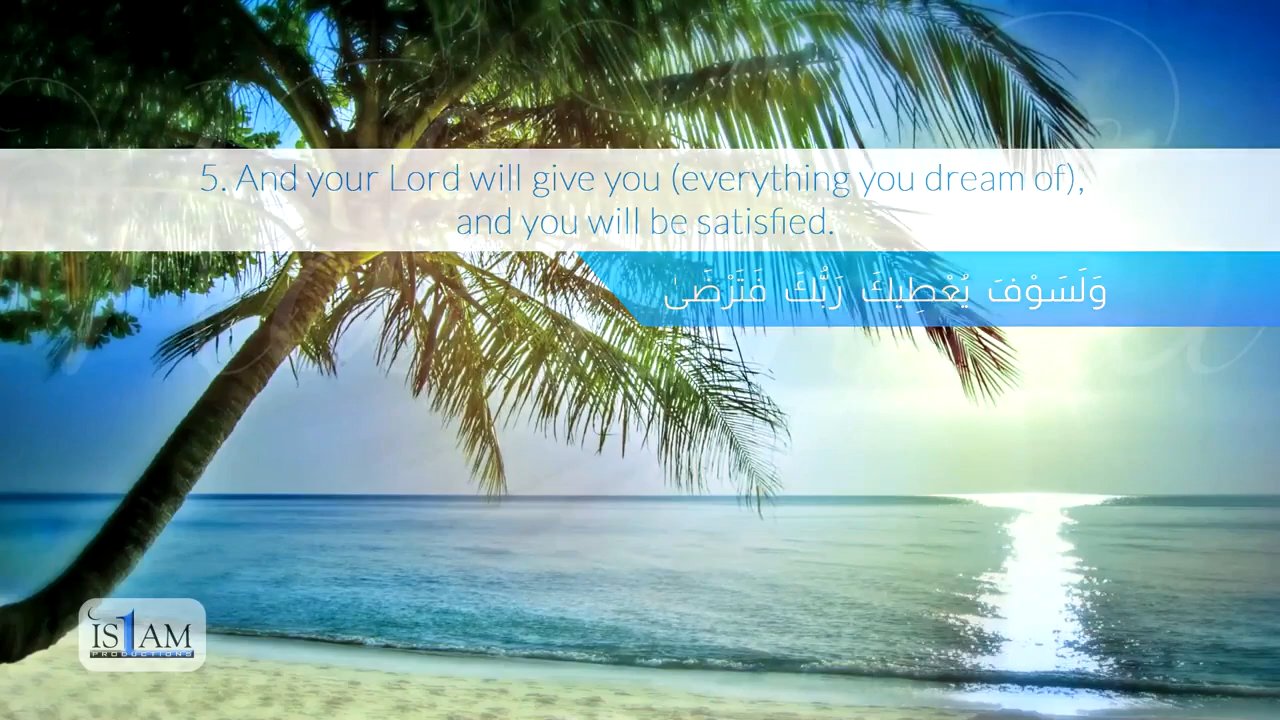 5. And your Lord will give you (everything you dream of),
and you will be satisfied.
وَلَسَوْفَ يُعْطِيكَ رَبُّكَ فَتَرْضَىٰ
IS1AM
PRODUCTIONS